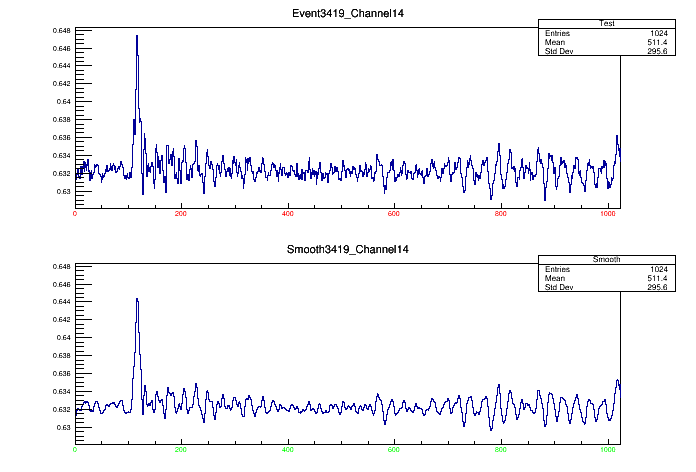 Event3419_Channel14
Test
Entries 1024
Mean 511.4
Std Dev 295.6
0.648
0.646
0.644
0.642
0.64
0.638
0.636
0.634
0.632
0.63
0 200 400 600 800 1000
Smooth3419_Channel14
Smooth
Entries 1024
Mean 511.4
Std Dev 295.6
0.648
0.646
0.644
0.642
0.64
0.638
0.636
0.634
0.632
0.63
0 200 400 600 800 1000